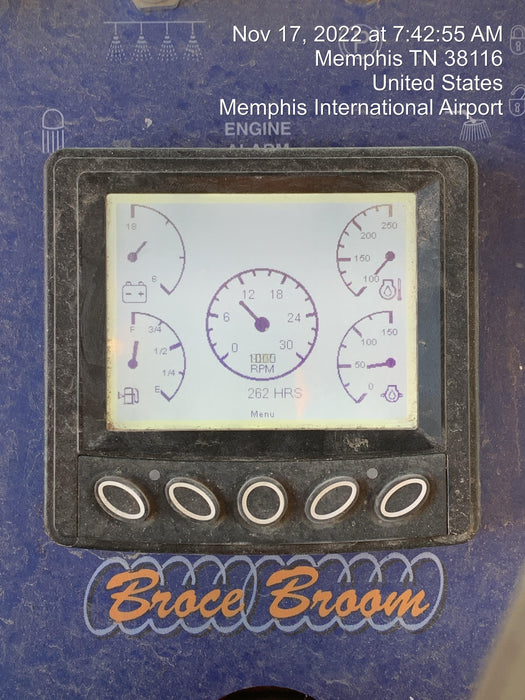 Nov 17, 2022 at 7:42:55 AM
Memphis TN 38116
United States
Memphis International Airport
ENGINE
ALARM
18
6
F
3/4
1/2
1/4
E
6
12
18
24
0
30
RPM
262 HRS
Menu
250
200
150
100
150
100
50
0
Broce Broom